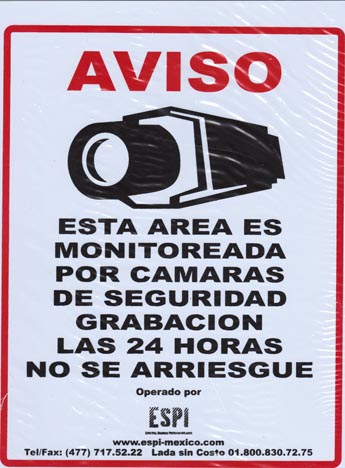 AVISO
ESTA AREA ES
MONITOREADA
POR CAMARAS
DE SEGURIDAD
GRABACION
LAS 24 HORAS
NO SE ARRIESGUE
Operado por
ESPI
www.espi-mexico.com
Tel/Fax: (477) 717.52.22 Lada sin Costo 01.800.830.72.75